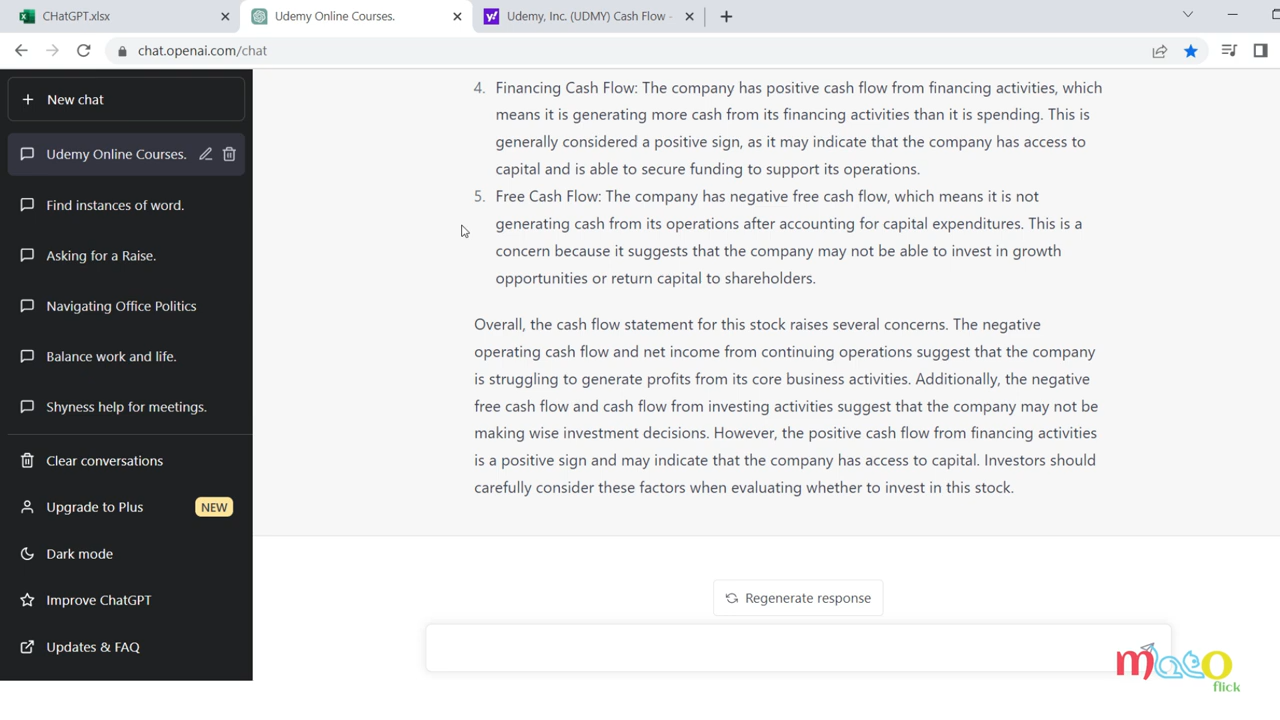 CHatGPT.xlsx
Udemy Online Courses.
Udemy, Inc. (UDMY) Cash Flow -
chat.openai.com/chat
New chat
Udemy Online Courses.
Find instances of word.
Asking for a Raise.
Navigating Office Politics
Balance work and life.
Shyness help for meetings.
Clear conversations
Upgrade to Plus
NEW
Dark mode
Improve ChatGPT
Updates & FAQ
4. Financing Cash Flow: The company has positive cash flow from financing activities, which
means it is generating more cash from its financing activities than it is spending. This is
generally considered a positive sign, as it may indicate that the company has access to
capital and is able to secure funding to support its operations.
5. Free Cash Flow: The company has negative free cash flow, which means it is not
generating cash from its operations after accounting for capital expenditures. This is a
concern because it suggests that the company may not be able to invest in growth
opportunities or return capital to shareholders.
Overall, the cash flow statement for this stock raises several concerns. The negative
operating cash flow and net income from continuing operations suggest that the company
is struggling to generate profits from its core business activities. Additionally, the negative
free cash flow and cash flow from investing activities suggest that the company may not be
making wise investment decisions. However, the positive cash flow from financing activities
is a positive sign and may indicate that the company has access to capital. Investors should
carefully consider these factors when evaluating whether to invest in this stock.
Regenerate response
flick